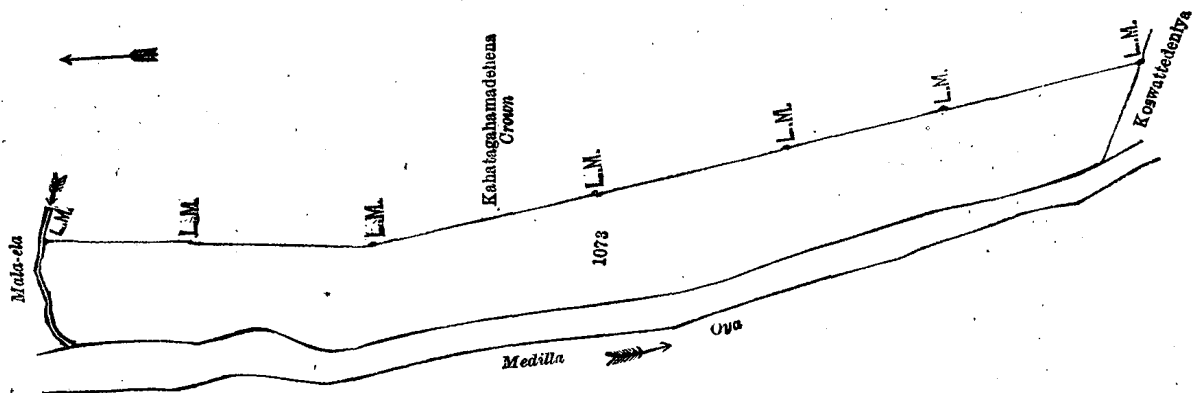 Mala-ela
L.M.
L.M.
L.M.
Kahatagahamadehena
Crown
L.M.
L.M.
L.M.
L.M.
Koswattedeniya
1073
Medilla
Oya